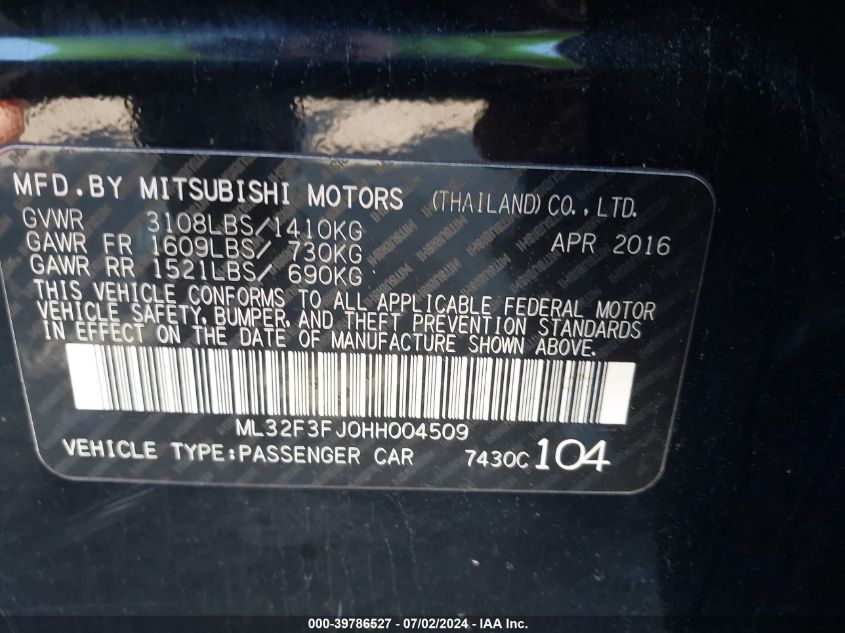 MFD.BY MITSUBISHI MOTORS (THAILAND) CO.,LTD.
GVWR 3108LBS/1410KG
GAWR FR 1609LBS/ 730KG APR 2016
GAWR RR 1521LBS/ 690KG
THIS VEHICLE CONFORMS TO ALL APPLICABLE FEDERAL MOTOR
VEHICLE SAFETY, BUMPER, AND THEFT PREVENTION STANDARDS
IN EFFECT ON THE DATE OF MANUFACTURE SHOWN ABOVE.
ML32F3FJ0HH004509
VEHICLE TYPE:PASSENGER CAR 7430C 104
000-39786527 / 07/02/2024 - IAA Inc.